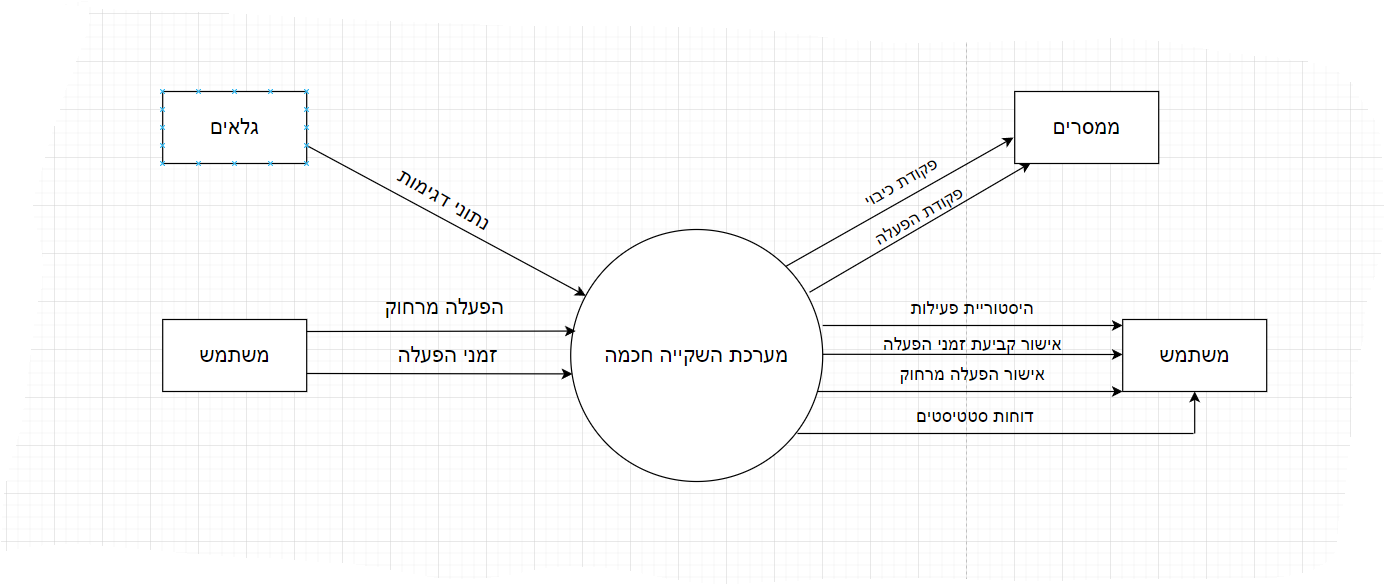 גלאים
ממסרים
נתוני דגימות
פקודת כיבוי
פקודת הפעלה
משתמש
הפעלה מרחוק
זמני הפעלה
מערכת השקייה חכמה
היסטוריית פעילות
אישור קביעת זמני הפעלה
אישור הפעלה מרחוק
דוחות סטטיסטים
משתמש